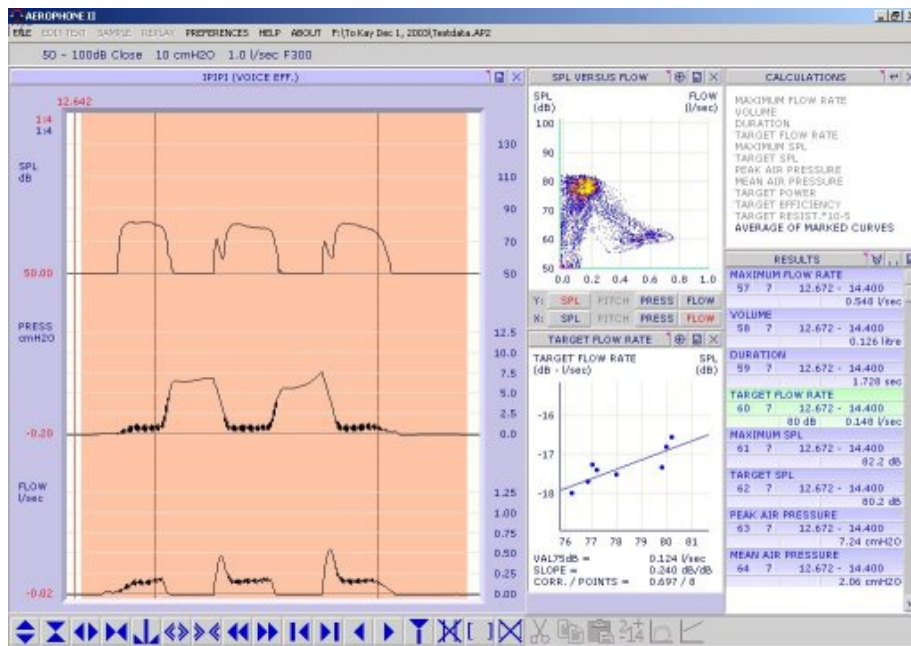 AEROPHONE II
FILE EDIT TEXT SAMPLE REPLAY PREFERENCES HELP ABOUT F:\To Kay Dec 1, 2003\Testdata.AP2
50 - 100dB Close 10 cmH2O 1.0 l/sec F300
IPIPI (VOICE EFF.)
12.642
1:4
1:4
SPL
dB
130
110
90
70
50.00
50
PRESS
cmH2O
12.5
10.0
7.5
5.0
2.5
-0.20
0.0
FLOW
l/sec
1.25
1.00
0.75
0.50
0.25
-0.02
0.00
SPL VERSUS FLOW
SPL
(dB)
FLOW
(l/sec)
100
90
80
70
60
50
0.0 0.2 0.4 0.6 0.8 1.0
Y: SPL PITCH PRESS FLOW
X: SPL PITCH PRESS FLOW
TARGET FLOW RATE
TARGET FLOW RATE
(dB - l/sec)
SPL
(dB)
-16
-17
-18
76 77 78 79 80 81
VAL75dB = 0.124 l/sec
SLOPE = 0.240 dB/dB
CORR. / POINTS = 0.697 / 8
CALCULATIONS
MAXIMUM FLOW RATE
VOLUME
DURATION
TARGET FLOW RATE
MAXIMUM SPL
TARGET SPL
PEAK AIR PRESSURE
MEAN AIR PRESSURE
TARGET POWER
TARGET EFFICIENCY
TARGET RESIST.*10-5
AVERAGE OF MARKED CURVES
RESULTS
MAXIMUM FLOW RATE
57 7 12.672 - 14.400
0.548 l/sec
VOLUME
58 7 12.672 - 14.400
0.126 litre
DURATION
59 7 12.672 - 14.400
1.728 sec
TARGET FLOW RATE
60 7 12.672 - 14.400
80 dB 0.148 l/sec
MAXIMUM SPL
61 7 12.672 - 14.400
82.2 dB
TARGET SPL
62 7 12.672 - 14.400
80.2 dB
PEAK AIR PRESSURE
63 7 12.672 - 14.400
7.24 cmH2O
MEAN AIR PRESSURE
64 7 12.672 - 14.400
2.06 cmH2O